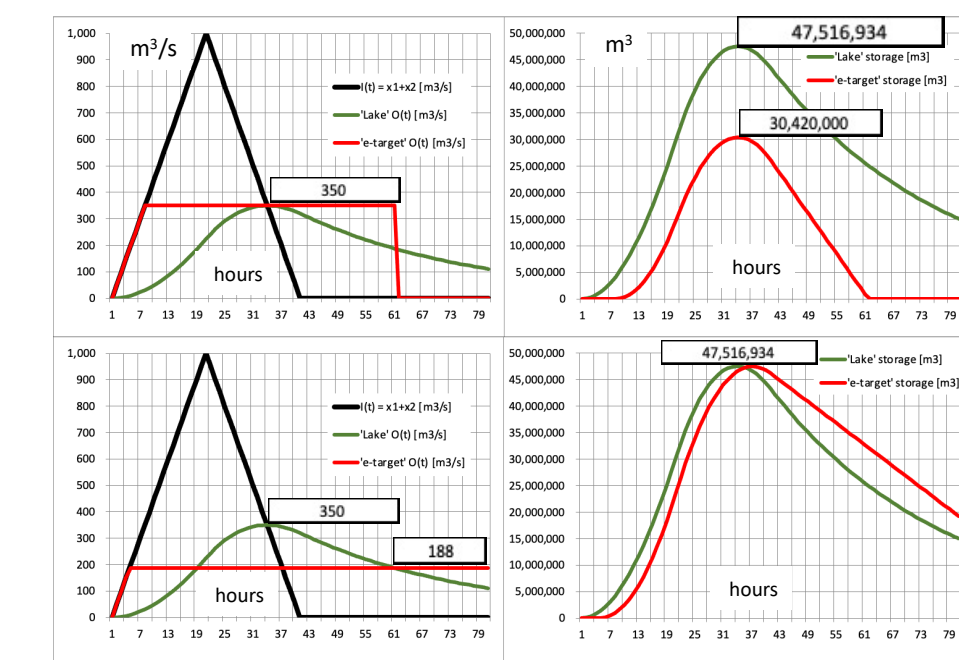 m³/s
1,000
900
800
700
600
500
400
300
200
100
0
I(t) = x1+x2 [m3/s]
'Lake' O(t) [m3/s]
'e-target' O(t) [m3/s]
350
hours
1 7 13 19 25 31 37 43 49 55 61 67 73 79
m³
50,000,000
45,000,000
40,000,000
35,000,000
30,000,000
25,000,000
20,000,000
15,000,000
10,000,000
5,000,000
0
47,516,934
'Lake' storage [m3]
'e-target' storage [m3]
30,420,000
hours
1 7 13 19 25 31 37 43 49 55 61 67 73 79
1,000
900
800
700
600
500
400
300
200
100
0
I(t) = x1+x2 [m3/s]
'Lake' O(t) [m3/s]
'e-target' O(t) [m3/s]
350
188
hours
1 7 13 19 25 31 37 43 49 55 61 67 73 79
50,000,000
45,000,000
40,000,000
35,000,000
30,000,000
25,000,000
20,000,000
15,000,000
10,000,000
5,000,000
0
47,516,934
'Lake' storage [m3]
'e-target' storage [m3]
hours
1 7 13 19 25 31 37 43 49 55 61 67 73 79